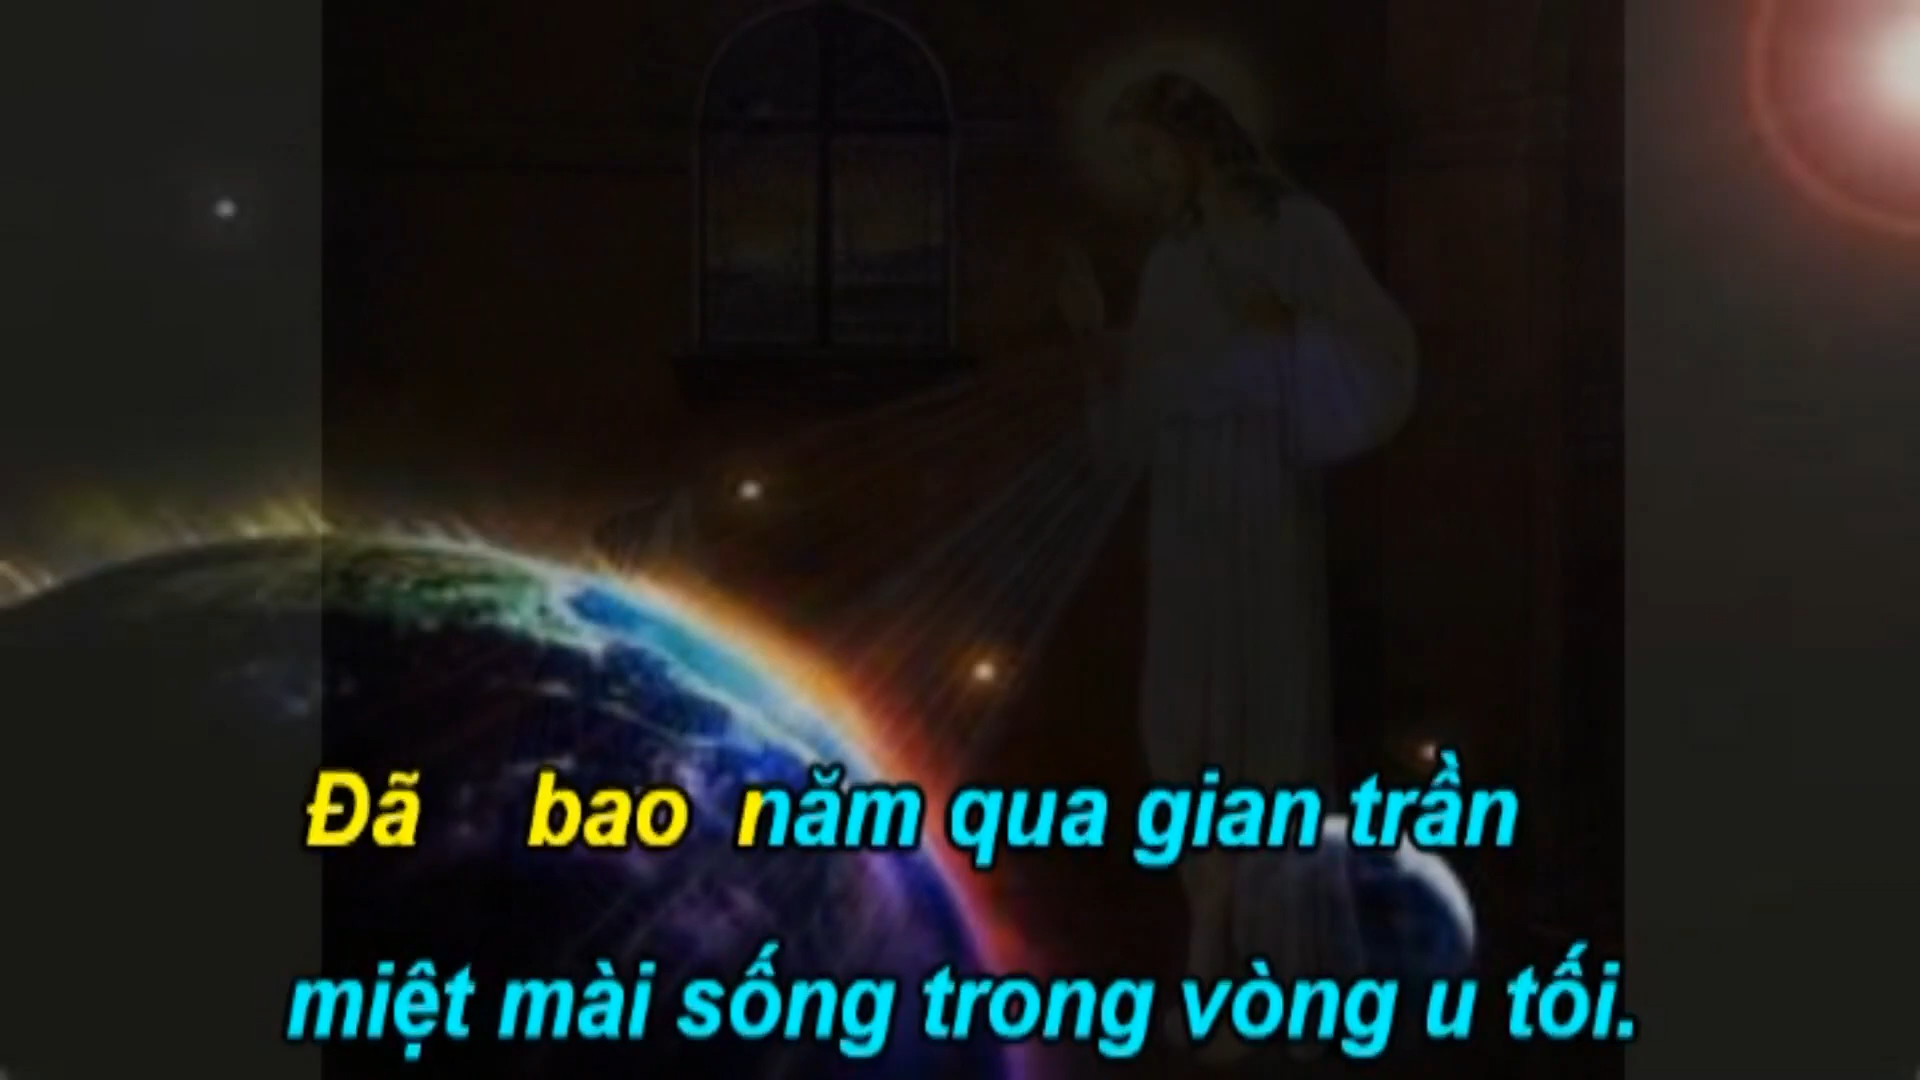 Đã bao năm qua gian trần
miệt mài sống trong vòng u tối.